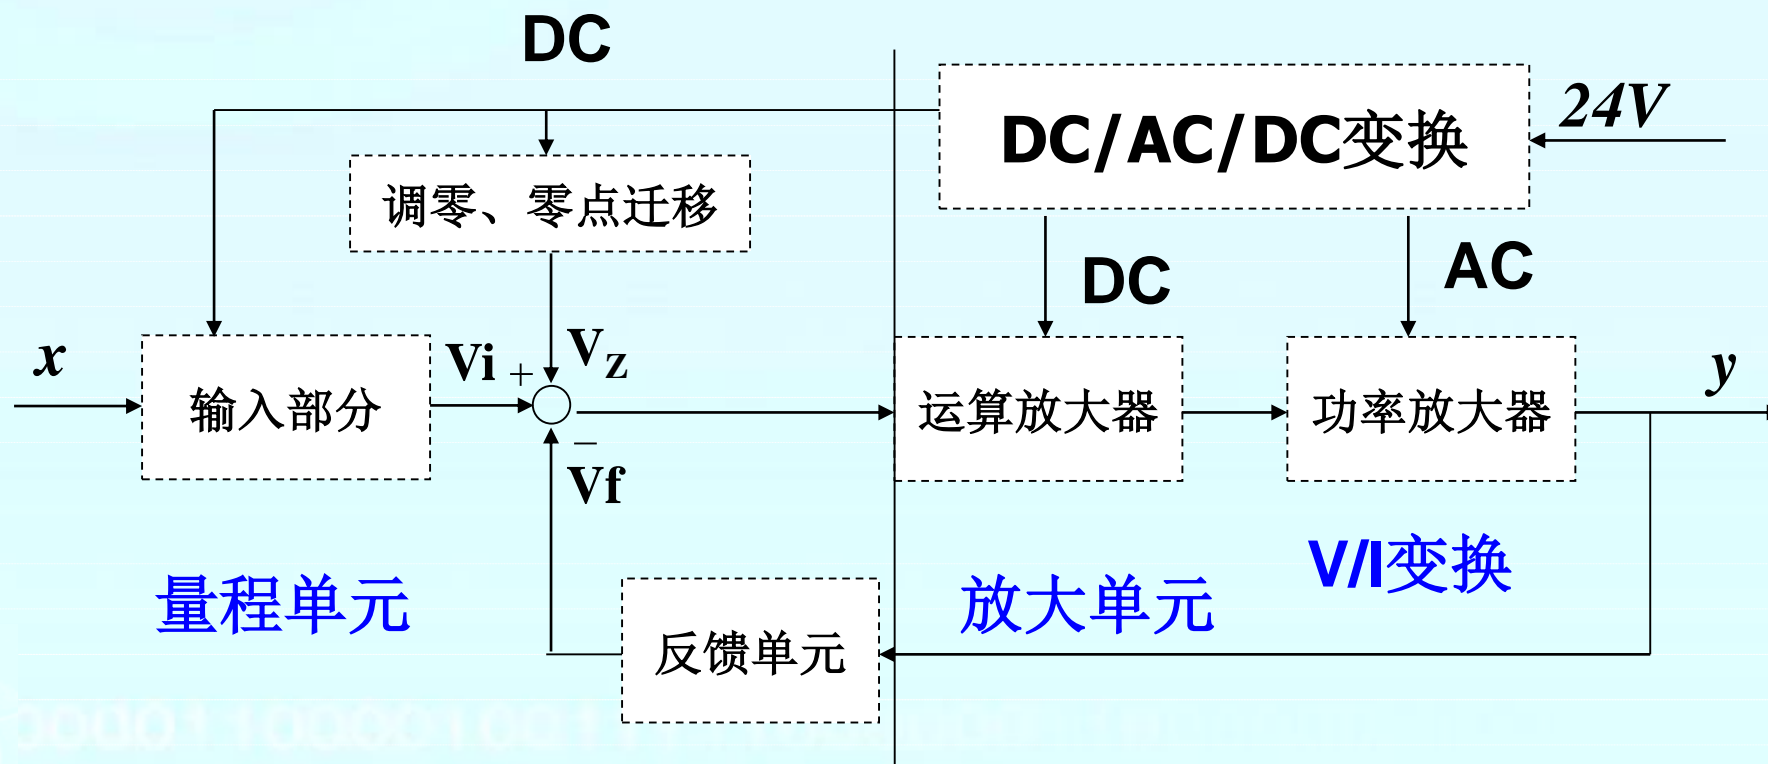 DC
24V
DC/AC/DC变换
调零、零点迁移
DC
AC
x
Vi
+
VZ
y
输入部分
运算放大器
功率放大器
−
Vf
V/I变换
量程单元
放大单元
反馈单元